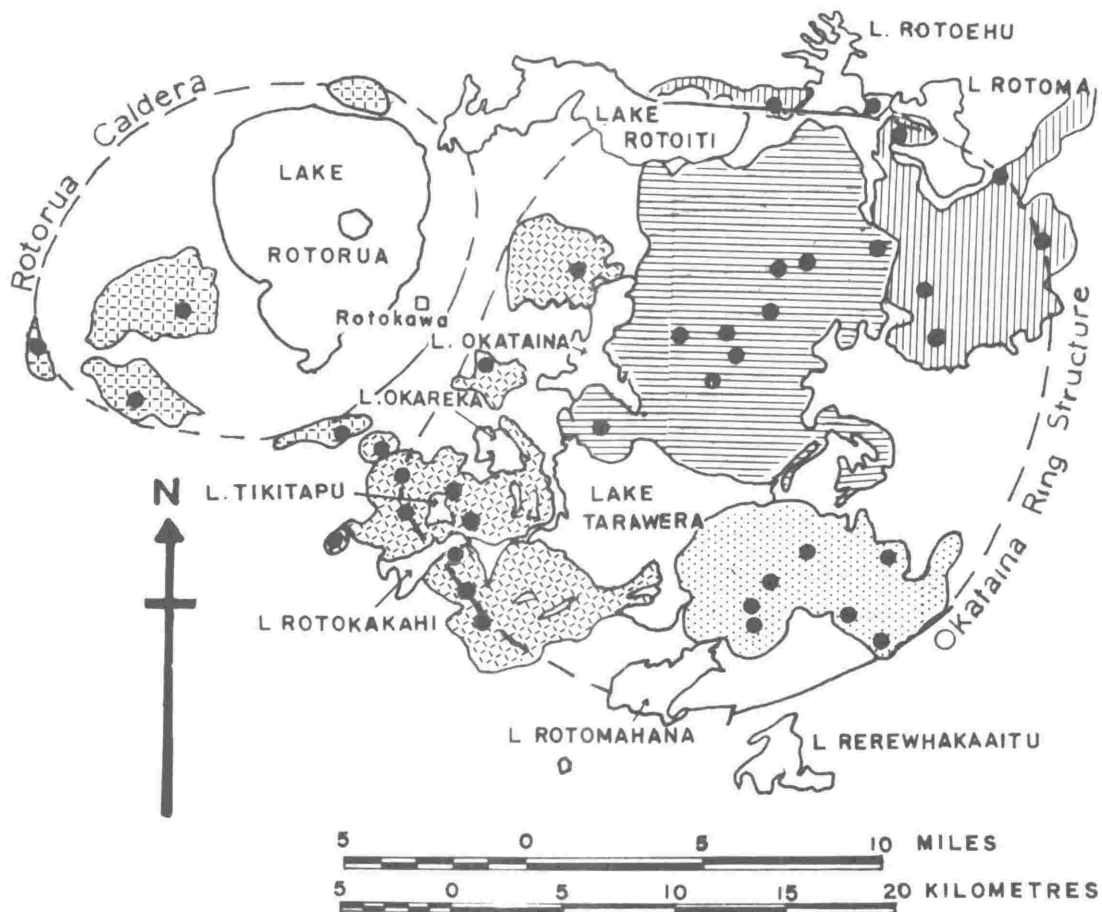 L. ROTOEHU
L ROTOMA
Rotorua Caldera
LAKE
ROTOITI
LAKE
ROTORUA
Rotokawa
L. OKATAINA
L. OKAREKA
L. TIKITAPU
N
LAKE
TARAWERA
Okataina Ring Structure
L ROTOKAKAHI
L ROTOMAHANA
L REREWHAKAAITU
5 0 5 10 MILES
5 0 5 10 15 20 KILOMETRES